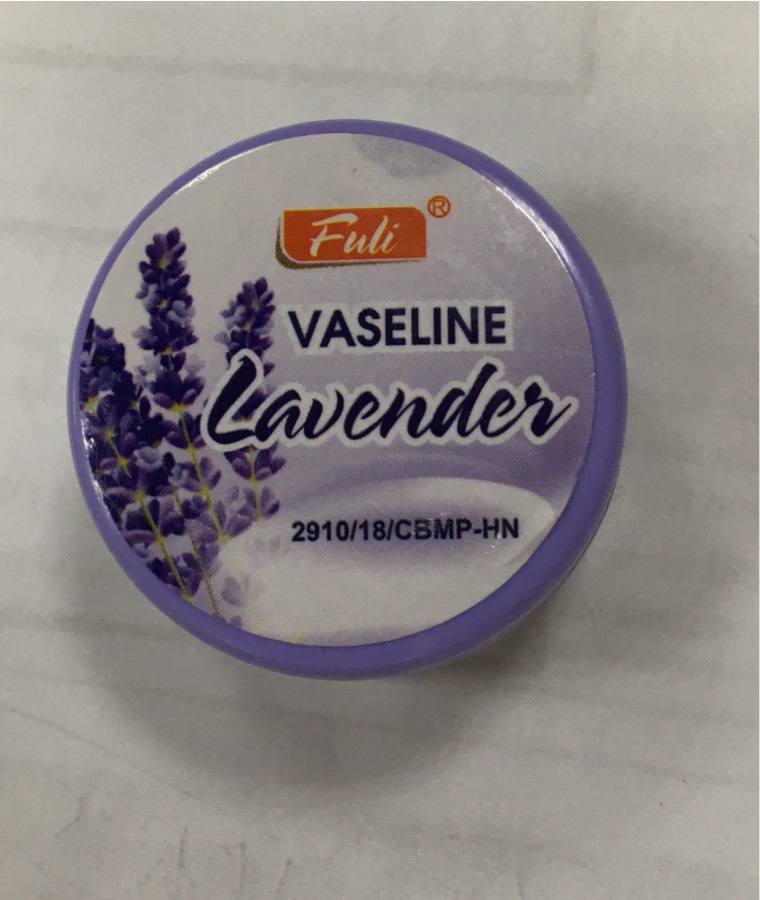 Fuli®
VASELINE
Lavender
2910/18/CBMP-HN